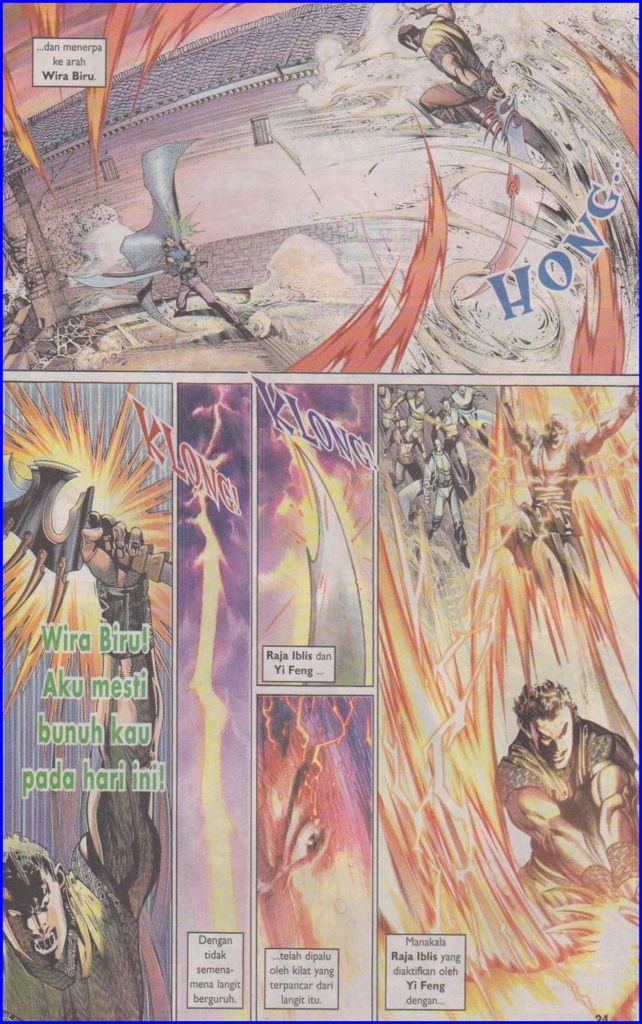 ...dan menerpa
ke arah
Wira Biru.
HONG...
Wira Biru!
Aku mesti
bunuh kau
pada hari ini!
KLONG!
Dengan
tidak
semena-
mena langit
berguruh.
KLONG!
Raja Iblis dan
Yi Feng ...
...telah dipalu
oleh kilat yang
terpancar dari
langit itu.
Manakala
Raja Iblis yang
diaktifkan oleh
Yi Feng
dengan...
24